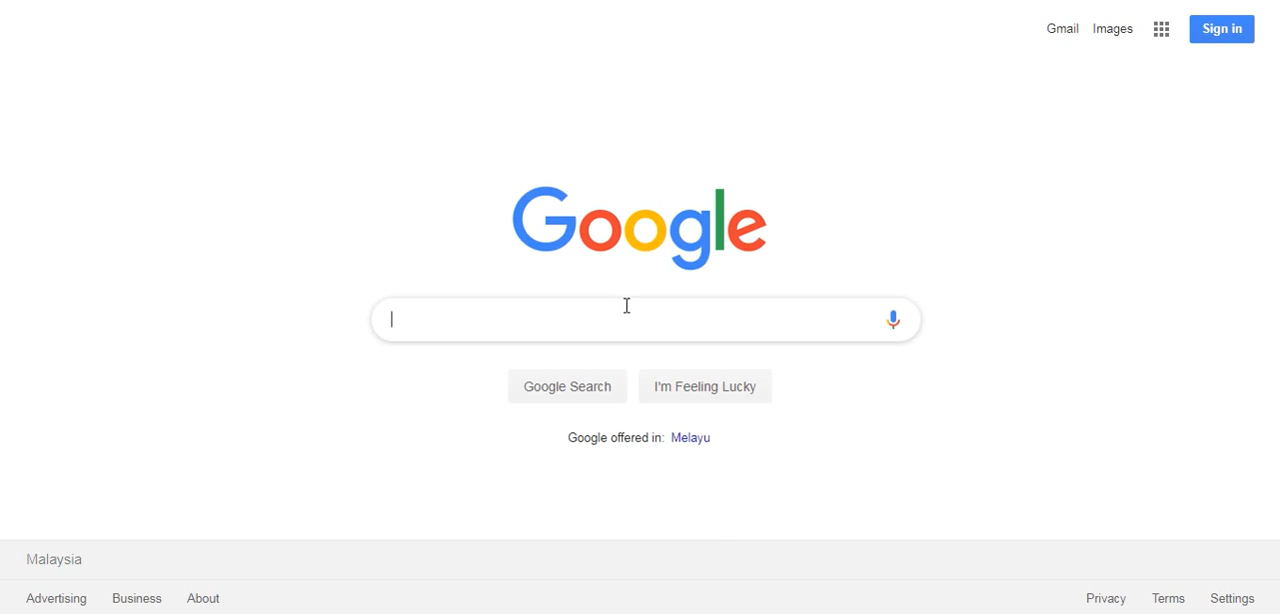 Gmail Images Sign in
Google
Google Search I'm Feeling Lucky
Google offered in: Melayu
Malaysia
Advertising Business About Privacy Terms Settings